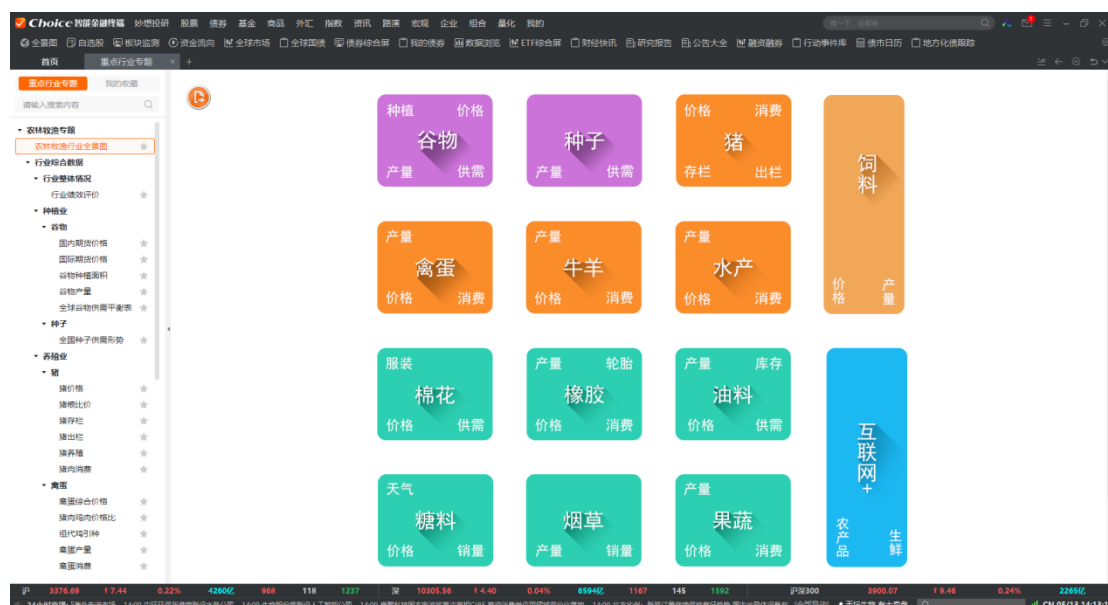 Choice智能金融终端 妙想投研 股票 债券 基金 商品 外汇 指数 资讯 路演 宏观 企业 组合 量化 我的
全景图 自选股 板块监测 资金流向 全球市场 全球国债 债券综合屏 我的债券 数据浏览 ETF综合屏 财经快讯 研究报告 公告大全 融资融券 行动事件库 债市日历 地方化债跟踪
首页 重点行业专题 × +
重点行业专题 我的收藏
请输入搜索内容
农林牧渔专题
农林牧渔行业全景图
行业综合数据
行业整体情况
行业绩效评价
种植业
谷物
国内期货价格
国际期货价格
谷物种植面积
谷物产量
全球谷物供需平衡表
种子
全国种子供需形势
养殖业
猪
猪价格
猪粮比价
猪存栏
猪出栏
猪养殖
猪肉消费
禽蛋
禽蛋综合价格
猪肉鸡肉价格比
祖代鸡引种
禽蛋产量
禽蛋消费
种植 价格
谷物
产量 供需
种子
产量 供需
价格 消费
猪
存栏 出栏
饲料
价格 产量
产量
禽蛋
价格 消费
产量
牛羊
价格 消费
产量
水产
价格 消费
服装
棉花
价格 供需
产量 轮胎
橡胶
价格 消费
产量 库存
油料
价格 供需
互联网+
农产品 生鲜
天气
糖料
价格 销量
烟草
产量 销量
产量
果蔬
价格 消费
沪 3376.69 7.44 0.22% 4260亿 968 118 1237 深 10305.56 4.40 0.04% 6594亿 1167 145 1592 沪深300 3900.07 9.46 0.24% 2265亿